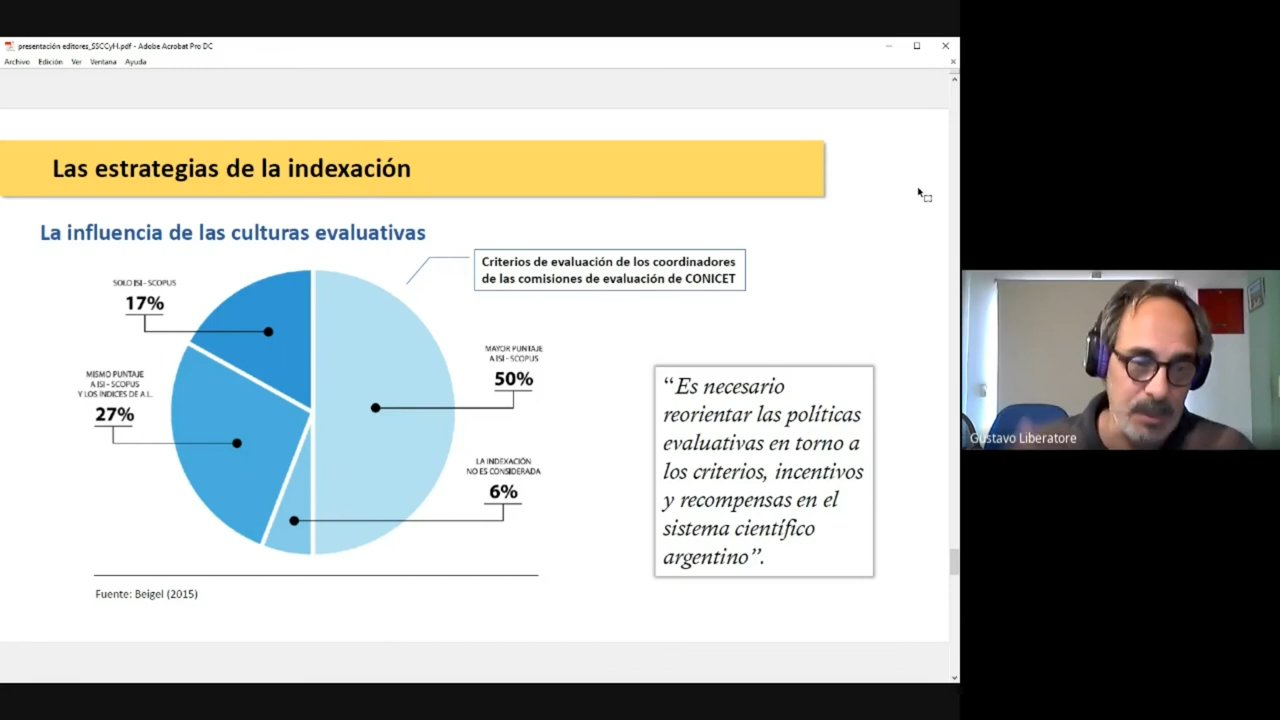 presentación editores_SSCCyH.pdf - Adobe Acrobat Pro DC
Archivo Edición Ver Ventana Ayuda
Las estrategias de la indexación
La influencia de las culturas evaluativas
Criterios de evaluación de los coordinadores
de las comisiones de evaluación de CONICET
SOLO ISI - SCOPUS
17%
MAYOR PUNTAJE
A ISI - SCOPUS
50%
MISMO PUNTAJE
A ISI - SCOPUS
Y LOS ÍNDICES DE A.L.
27%
LA INDEXACIÓN
NO ES CONSIDERADA
6%
“Es necesario
reorientar las políticas
evaluativas en torno a
los criterios, incentivos
y recompensas en el
sistema científico
argentino”.
Fuente: Beigel (2015)
Gustavo Liberatore